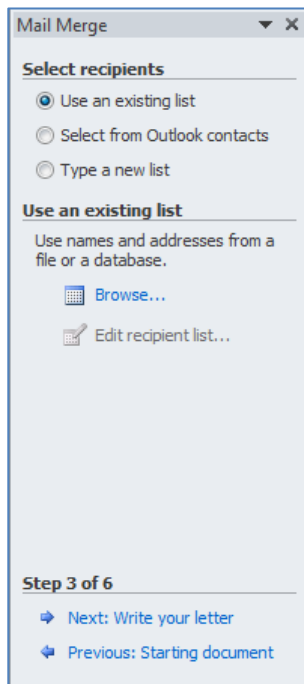 Mail Merge
Select recipients
Use an existing list
Select from Outlook contacts
Type a new list
Use an existing list
Use names and addresses from a
file or a database.
Browse...
Edit recipient list...
Step 3 of 6
Next: Write your letter
Previous: Starting document